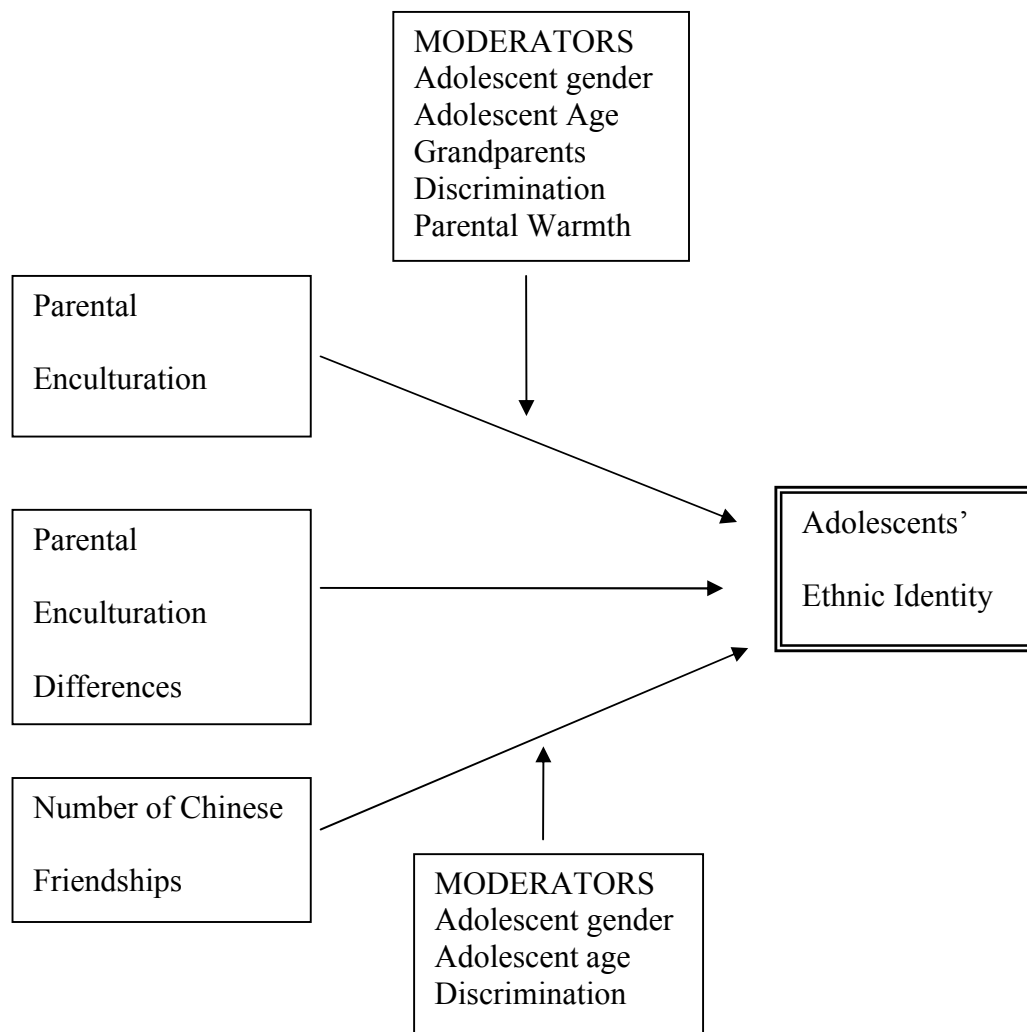 MODERATORS
Adolescent gender
Adolescent Age
Grandparents
Discrimination
Parental Warmth
Parental
Enculturation
Parental
Enculturation
Differences
Number of Chinese
Friendships
Adolescents’
Ethnic Identity
MODERATORS
Adolescent gender
Adolescent age
Discrimination